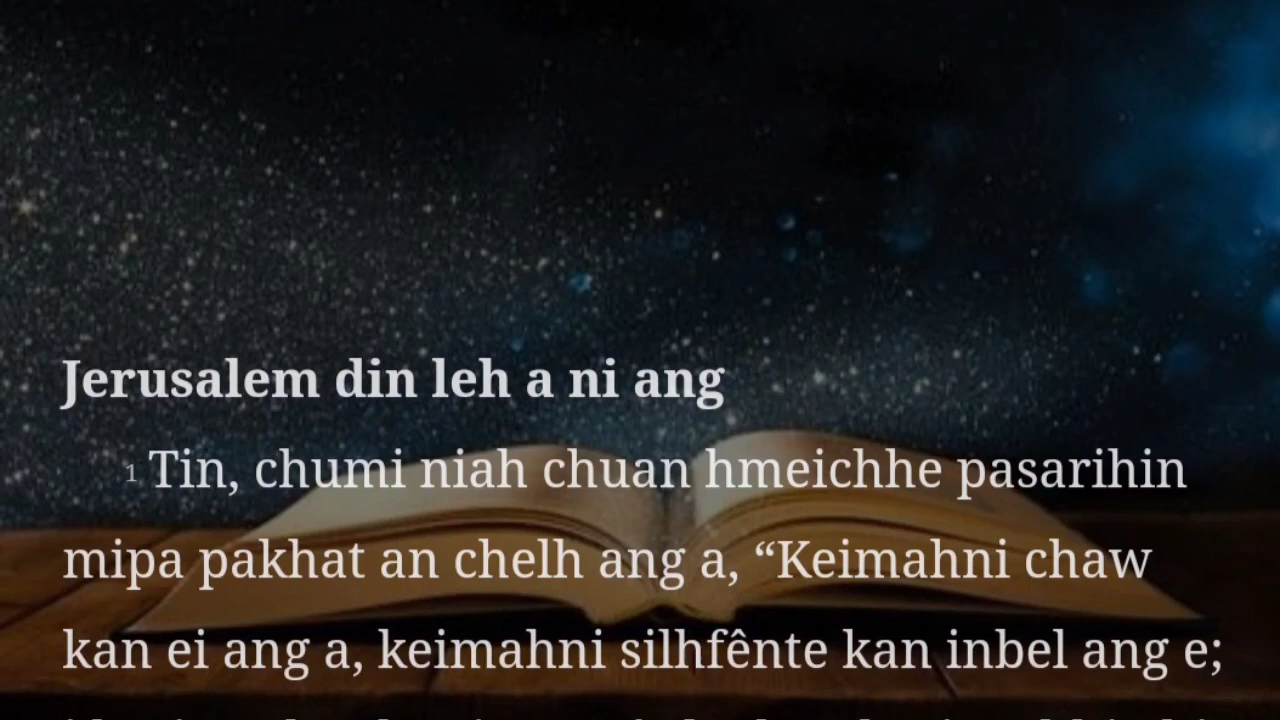 Jerusalem din leh a ni ang
1 Tin, chumi niah chuan hmeichhe pasarihin
mipa pakhat an chelh ang a, “Keimahni chaw
kan ei ang a, keimahni silhfênte kan inbel ang e;